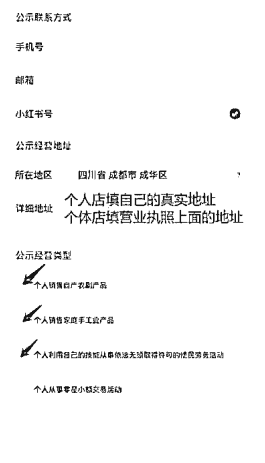 公示联系方式
手机号
邮箱
小红书号
公示经营地址
所在地区 四川省 成都市 成华区
详细地址 个人店填自己的真实地址
个体店填营业执照上面的地址
公示经营类型
个人销售自产农副产品
个人销售家庭手工业产品
个人利用自己的技能从事依法无须取得许可的便民劳务活动
个人从事零星小额交易活动